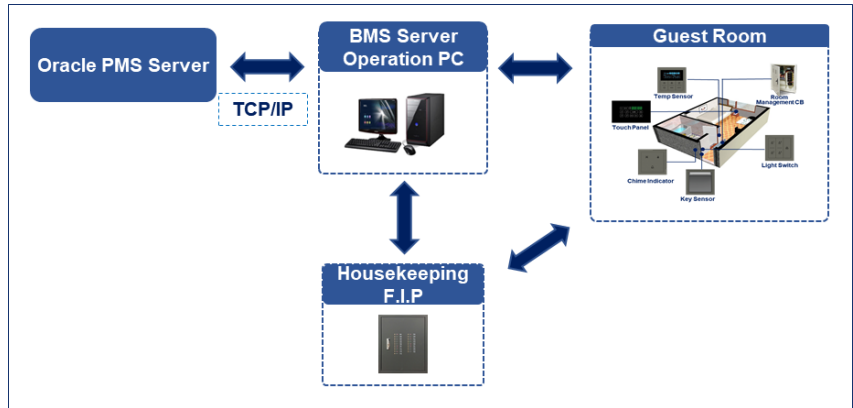 Oracle PMS Server
TCP/IP
BMS Server
Operation PC
Guest Room
Temp Sensor
Room
Management CB
Touch Panel
Chime Indicator
Light Switch
Key Sensor
Housekeeping
F.I.P